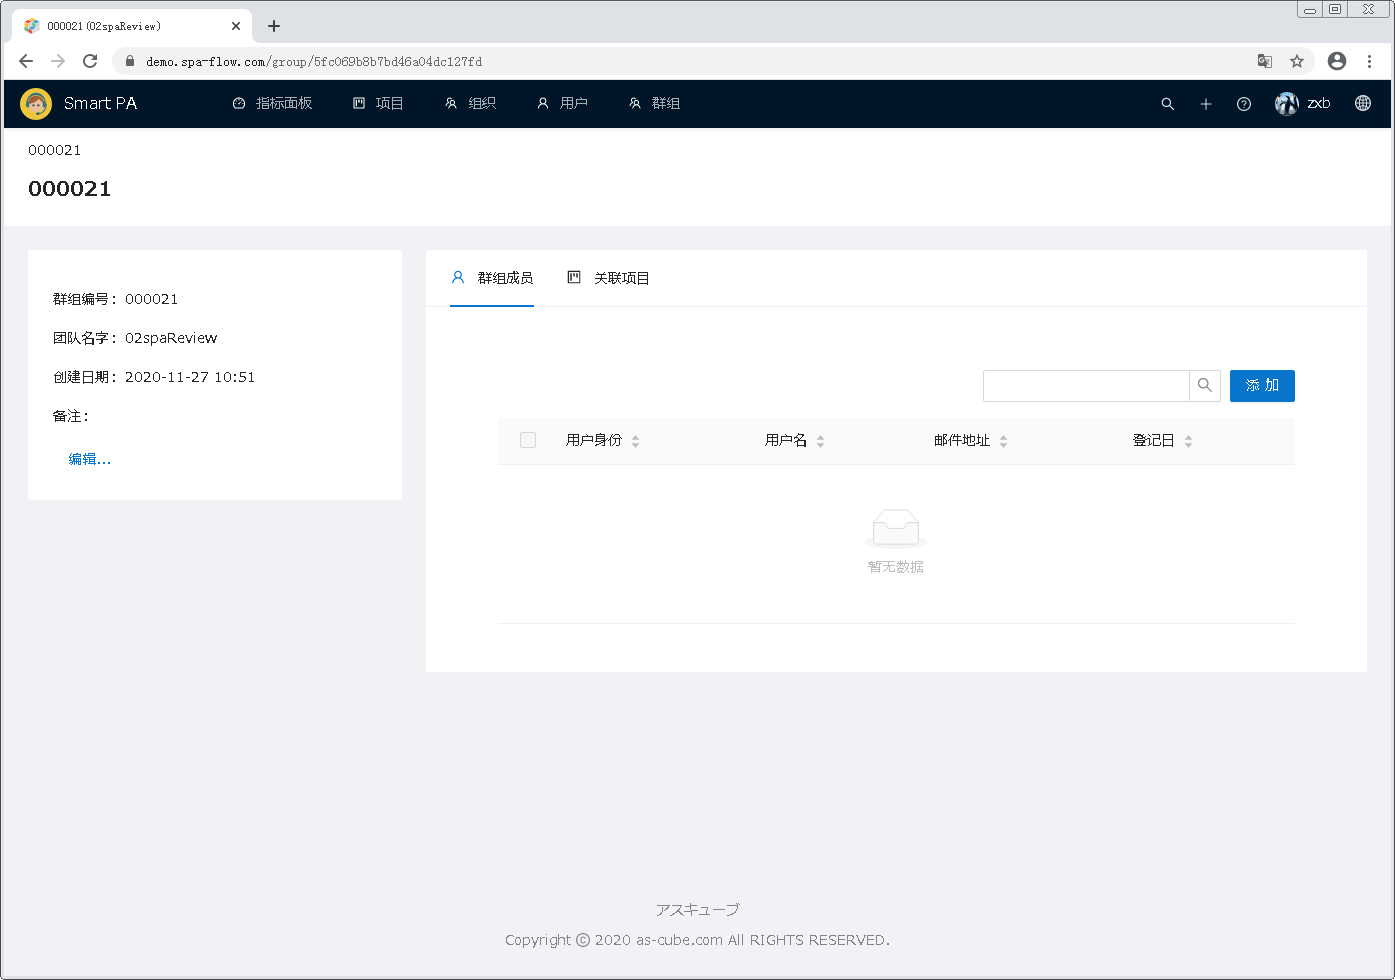 000021(02spaReview)
demo.spa-flow.com/group/5fc069b8b7bd46a04dc127fd
Smart PA 指标面板 项目 组织 用户 群组 zxb
000021
000021
群组编号：000021
团队名字：02spaReview
创建日期：2020-11-27 10:51
备注：
编辑...
群组成员 关联项目
添 加
用户身份 用户名 邮件地址 登记日
暂无数据
アスキューブ
Copyright © 2020 as-cube.com All RIGHTS RESERVED.